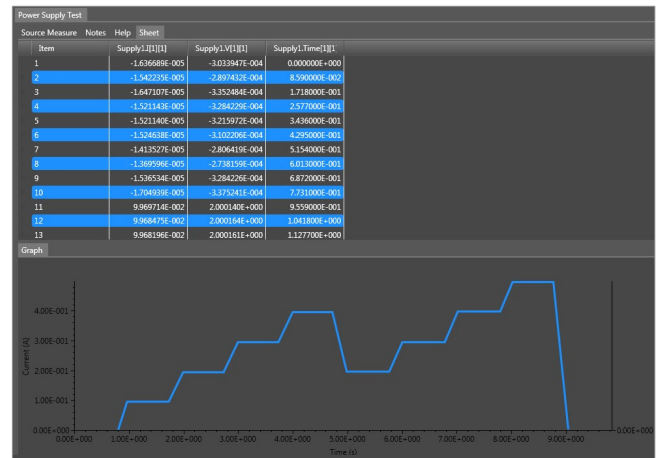 Power Supply Test
Source Measure Notes Help Sheet
Item Supply1.I[1][1] Supply1.V[1][1] Supply1.Time[1][1]
1 -1.636689E-005 -3.033947E-004 0.000000E+000
2 -1.542235E-005 -2.897432E-004 8.590000E-002
3 -1.647107E-005 -3.352484E-004 1.718000E-001
4 -1.521143E-005 -3.284229E-004 2.577000E-001
5 -1.521140E-005 -3.215972E-004 3.436000E-001
6 -1.524638E-005 -3.102206E-004 4.295000E-001
7 -1.413527E-005 -2.806419E-004 5.154000E-001
8 -1.369596E-005 -2.738159E-004 6.013000E-001
9 -1.536534E-005 -3.284226E-004 6.872000E-001
10 -1.704939E-005 -3.375241E-004 7.731000E-001
11 9.969714E-002 2.000140E+000 9.559000E-001
12 9.968475E-002 2.000164E+000 1.041800E+000
13 9.968196E-002 2.000161E+000 1.127700E+000
Graph
4.00E-001
3.00E-001
2.00E-001
1.00E-001
0.00E+000
Current (A)
0.00E+000 1.00E+000 2.00E+000 3.00E+000 4.00E+000 5.00E+000 6.00E+000 7.00E+000 8.00E+000 9.00E+000
0.00E+000
Time (s)